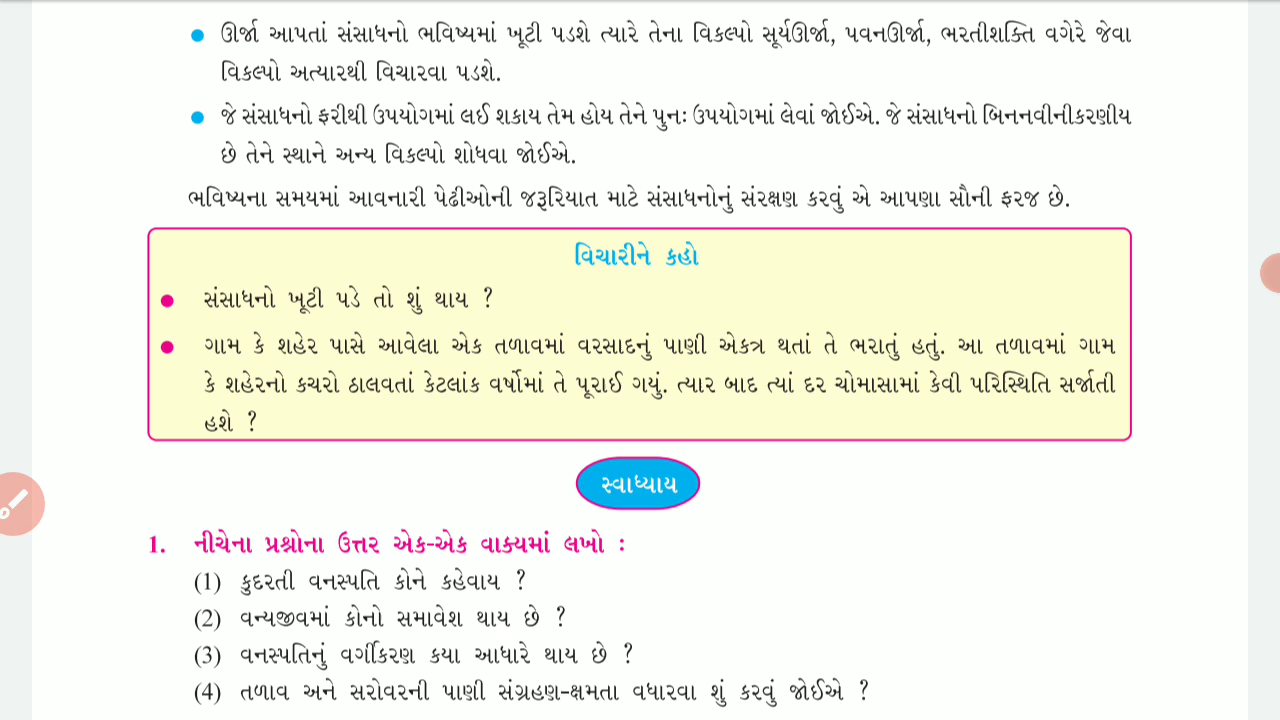 ● ઊર્જા આપતાં સંસાધનો ભવિષ્યમાં ખૂટી પડશે ત્યારે તેના વિકલ્પો સૂર્યઊર્જા, પવનઊર્જા, ભરતીશક્તિ વગેરે જેવા
વિકલ્પો અત્યારથી વિચારવા પડશે.
● જે સંસાધનો ફરીથી ઉપયોગમાં લઈ શકાય તેમ હોય તેને પુનઃ ઉપયોગમાં લેવાં જોઈએ. જે સંસાધનો બિનનવીનીકરણીય
છે તેને સ્થાને અન્ય વિકલ્પો શોધવા જોઈએ.
ભવિષ્યના સમયમાં આવનારી પેઢીઓની જરૂરિયાત માટે સંસાધનોનું સંરક્ષણ કરવું એ આપણા સૌની ફરજ છે.
વિચારીને કહો
● સંસાધનો ખૂટી પડે તો શું થાય ?
● ગામ કે શહેર પાસે આવેલા એક તળાવમાં વરસાદનું પાણી એકત્ર થતાં તે ભરાતું હતું. આ તળાવમાં ગામ
કે શહેરનો કચરો ઠાલવતાં કેટલાંક વર્ષોમાં તે પૂરાઈ ગયું. ત્યાર બાદ ત્યાં દર ચોમાસામાં કેવી પરિસ્થિતિ સર્જાતી
હશે ?
સ્વાધ્યાય
1. નીચેના પ્રશ્નોના ઉત્તર એક-એક વાક્યમાં લખો :
(1) કુદરતી વનસ્પતિ કોને કહેવાય ?
(2) વન્યજીવમાં કોનો સમાવેશ થાય છે ?
(3) વનસ્પતિનું વર્ગીકરણ કયા આધારે થાય છે ?
(4) તળાવ અને સરોવરની પાણી સંગ્રહણ-ક્ષમતા વધારવા શું કરવું જોઈએ ?